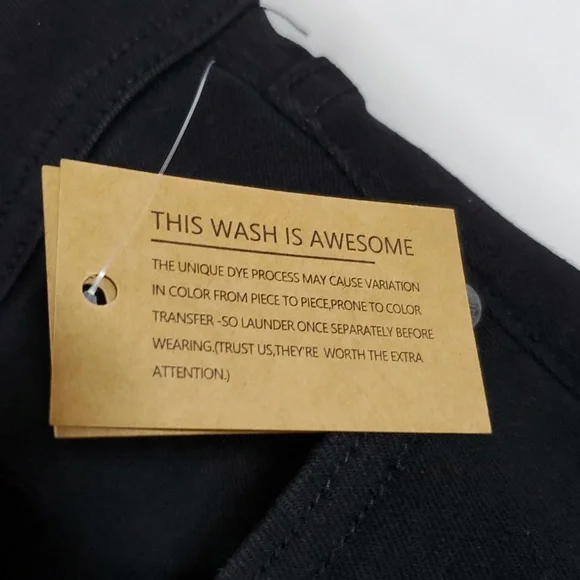 THIS WASH IS AWESOME
THE UNIQUE DYE PROCESS MAY CAUSE VARIATION
IN COLOR FROM PIECE TO PIECE,PRONE TO COLOR
TRANSFER -SO LAUNDER ONCE SEPARATELY BEFORE
WEARING.(TRUST US,THEY'RE WORTH THE EXTRA
ATTENTION.)